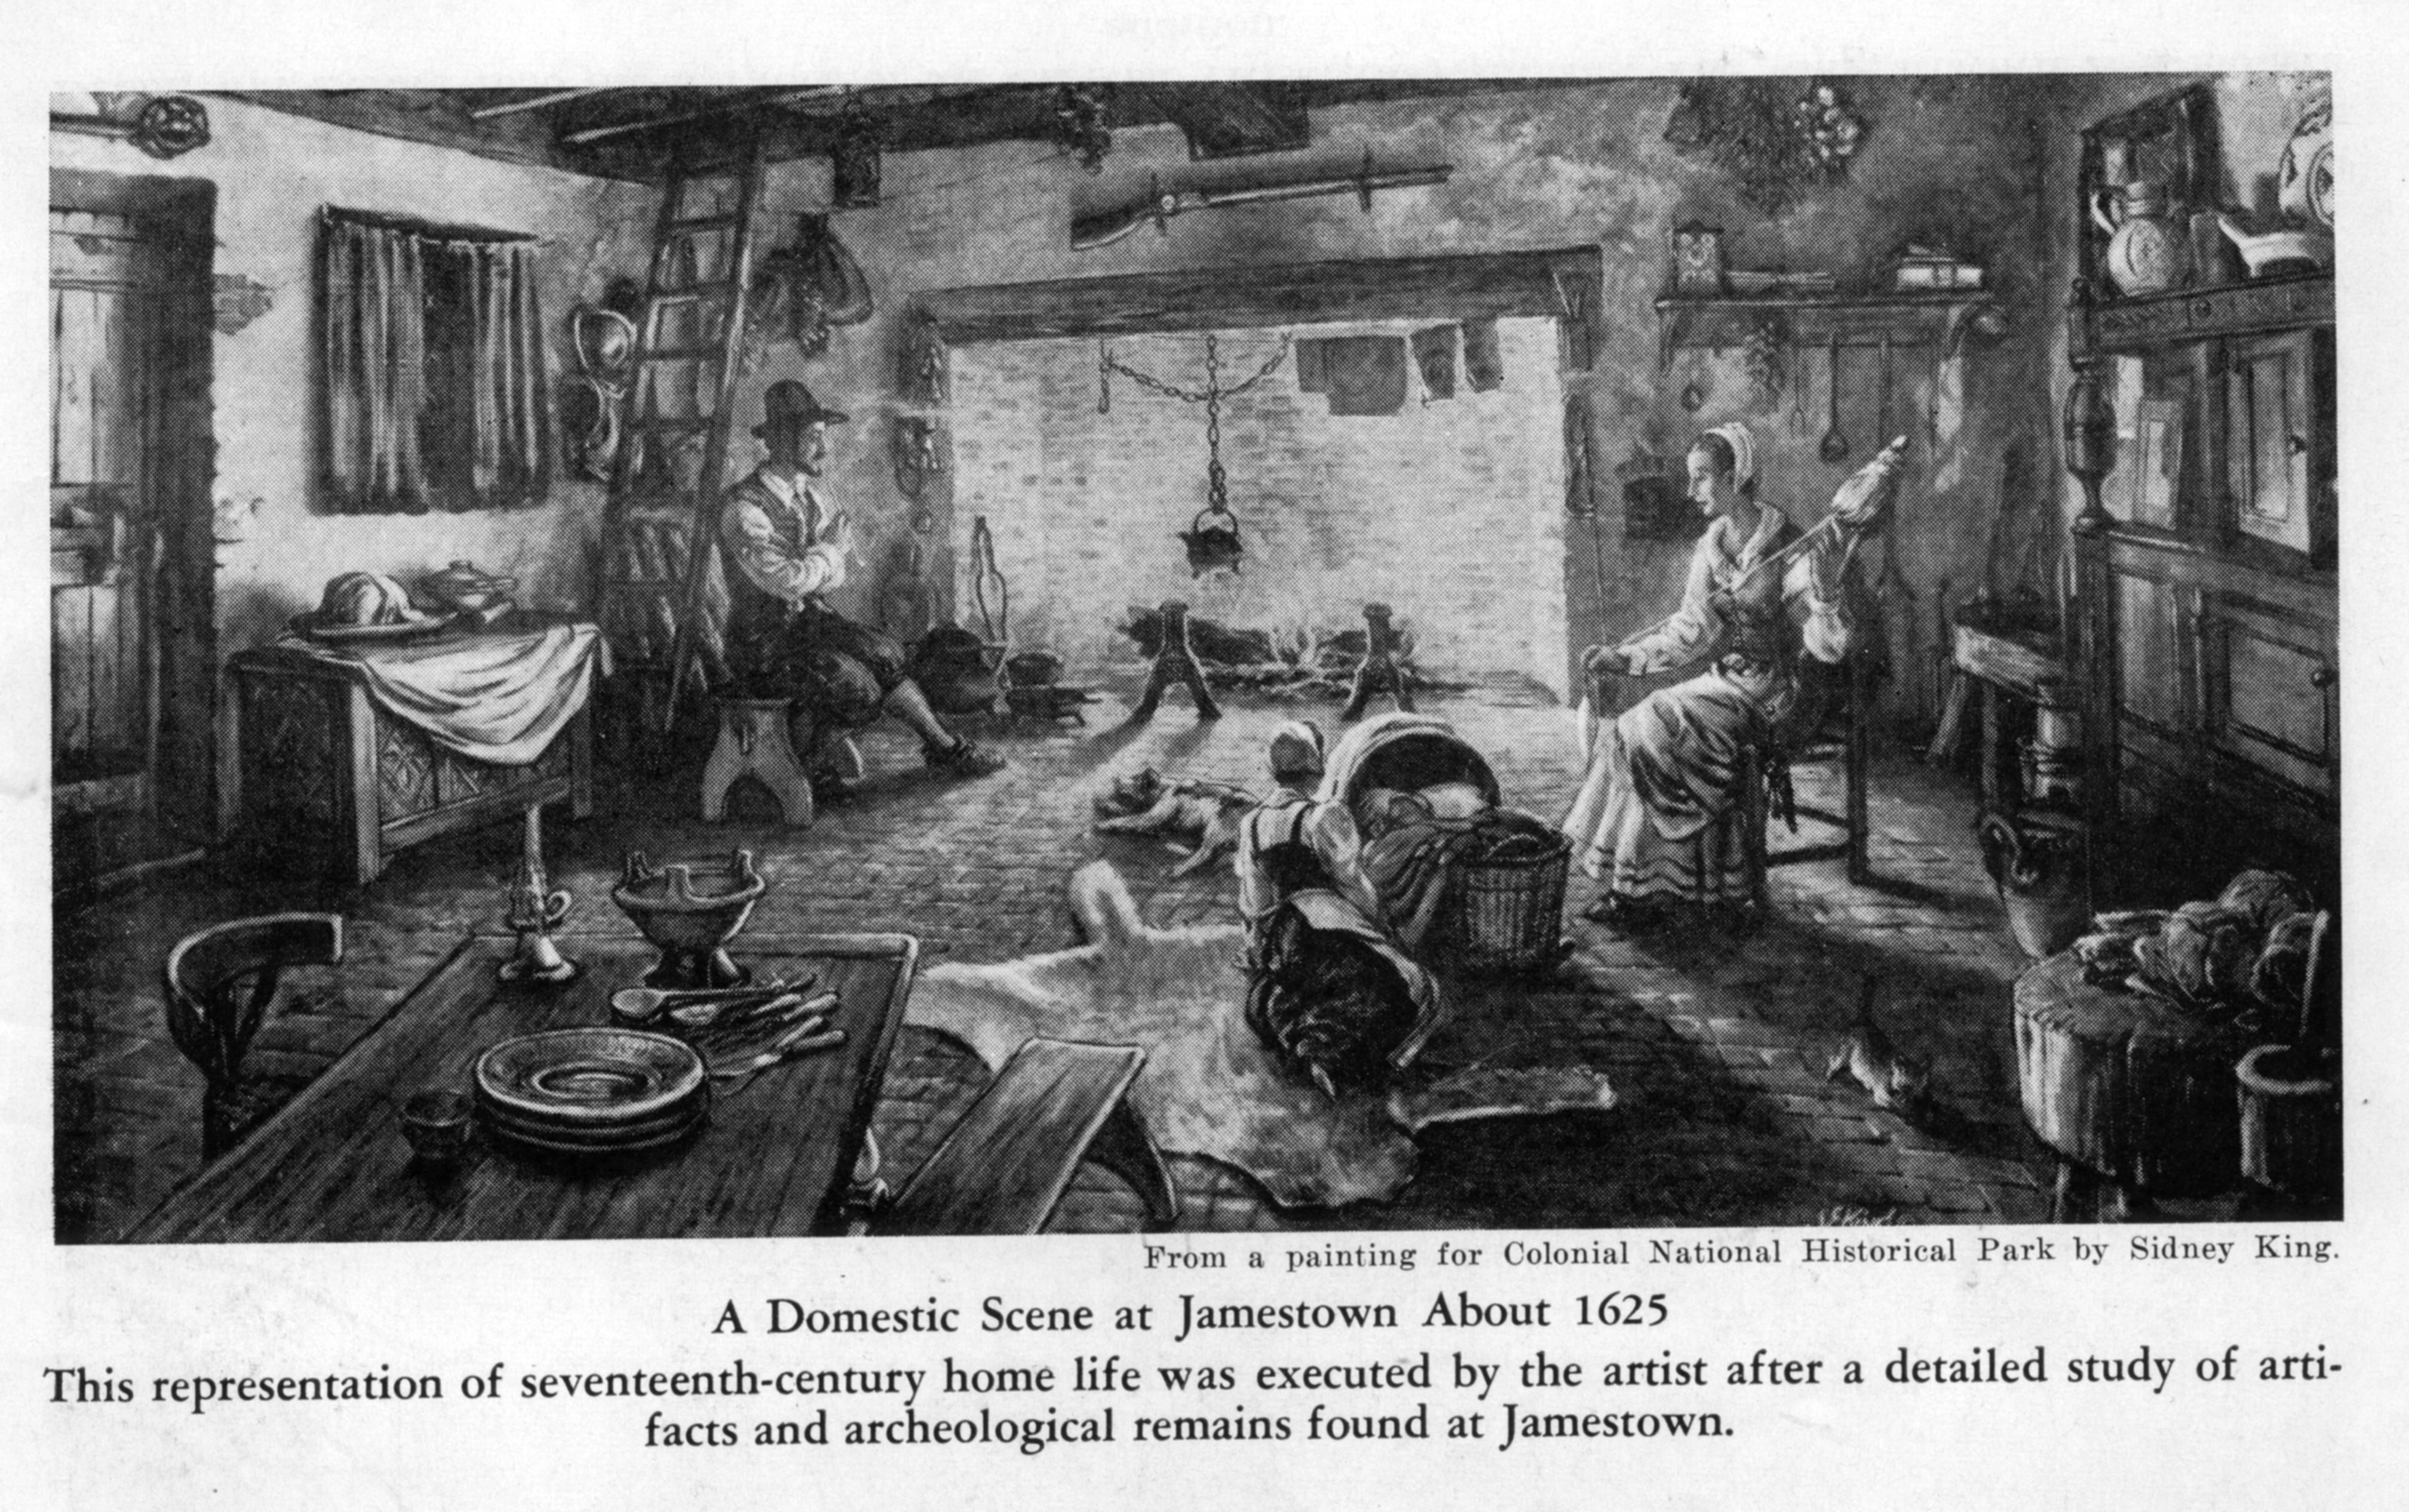 From a painting for Colonial National Historical Park by Sidney King.
A Domestic Scene at Jamestown About 1625
This representation of seventeenth-century home life was executed by the artist after a detailed study of arti-
facts and archeological remains found at Jamestown.